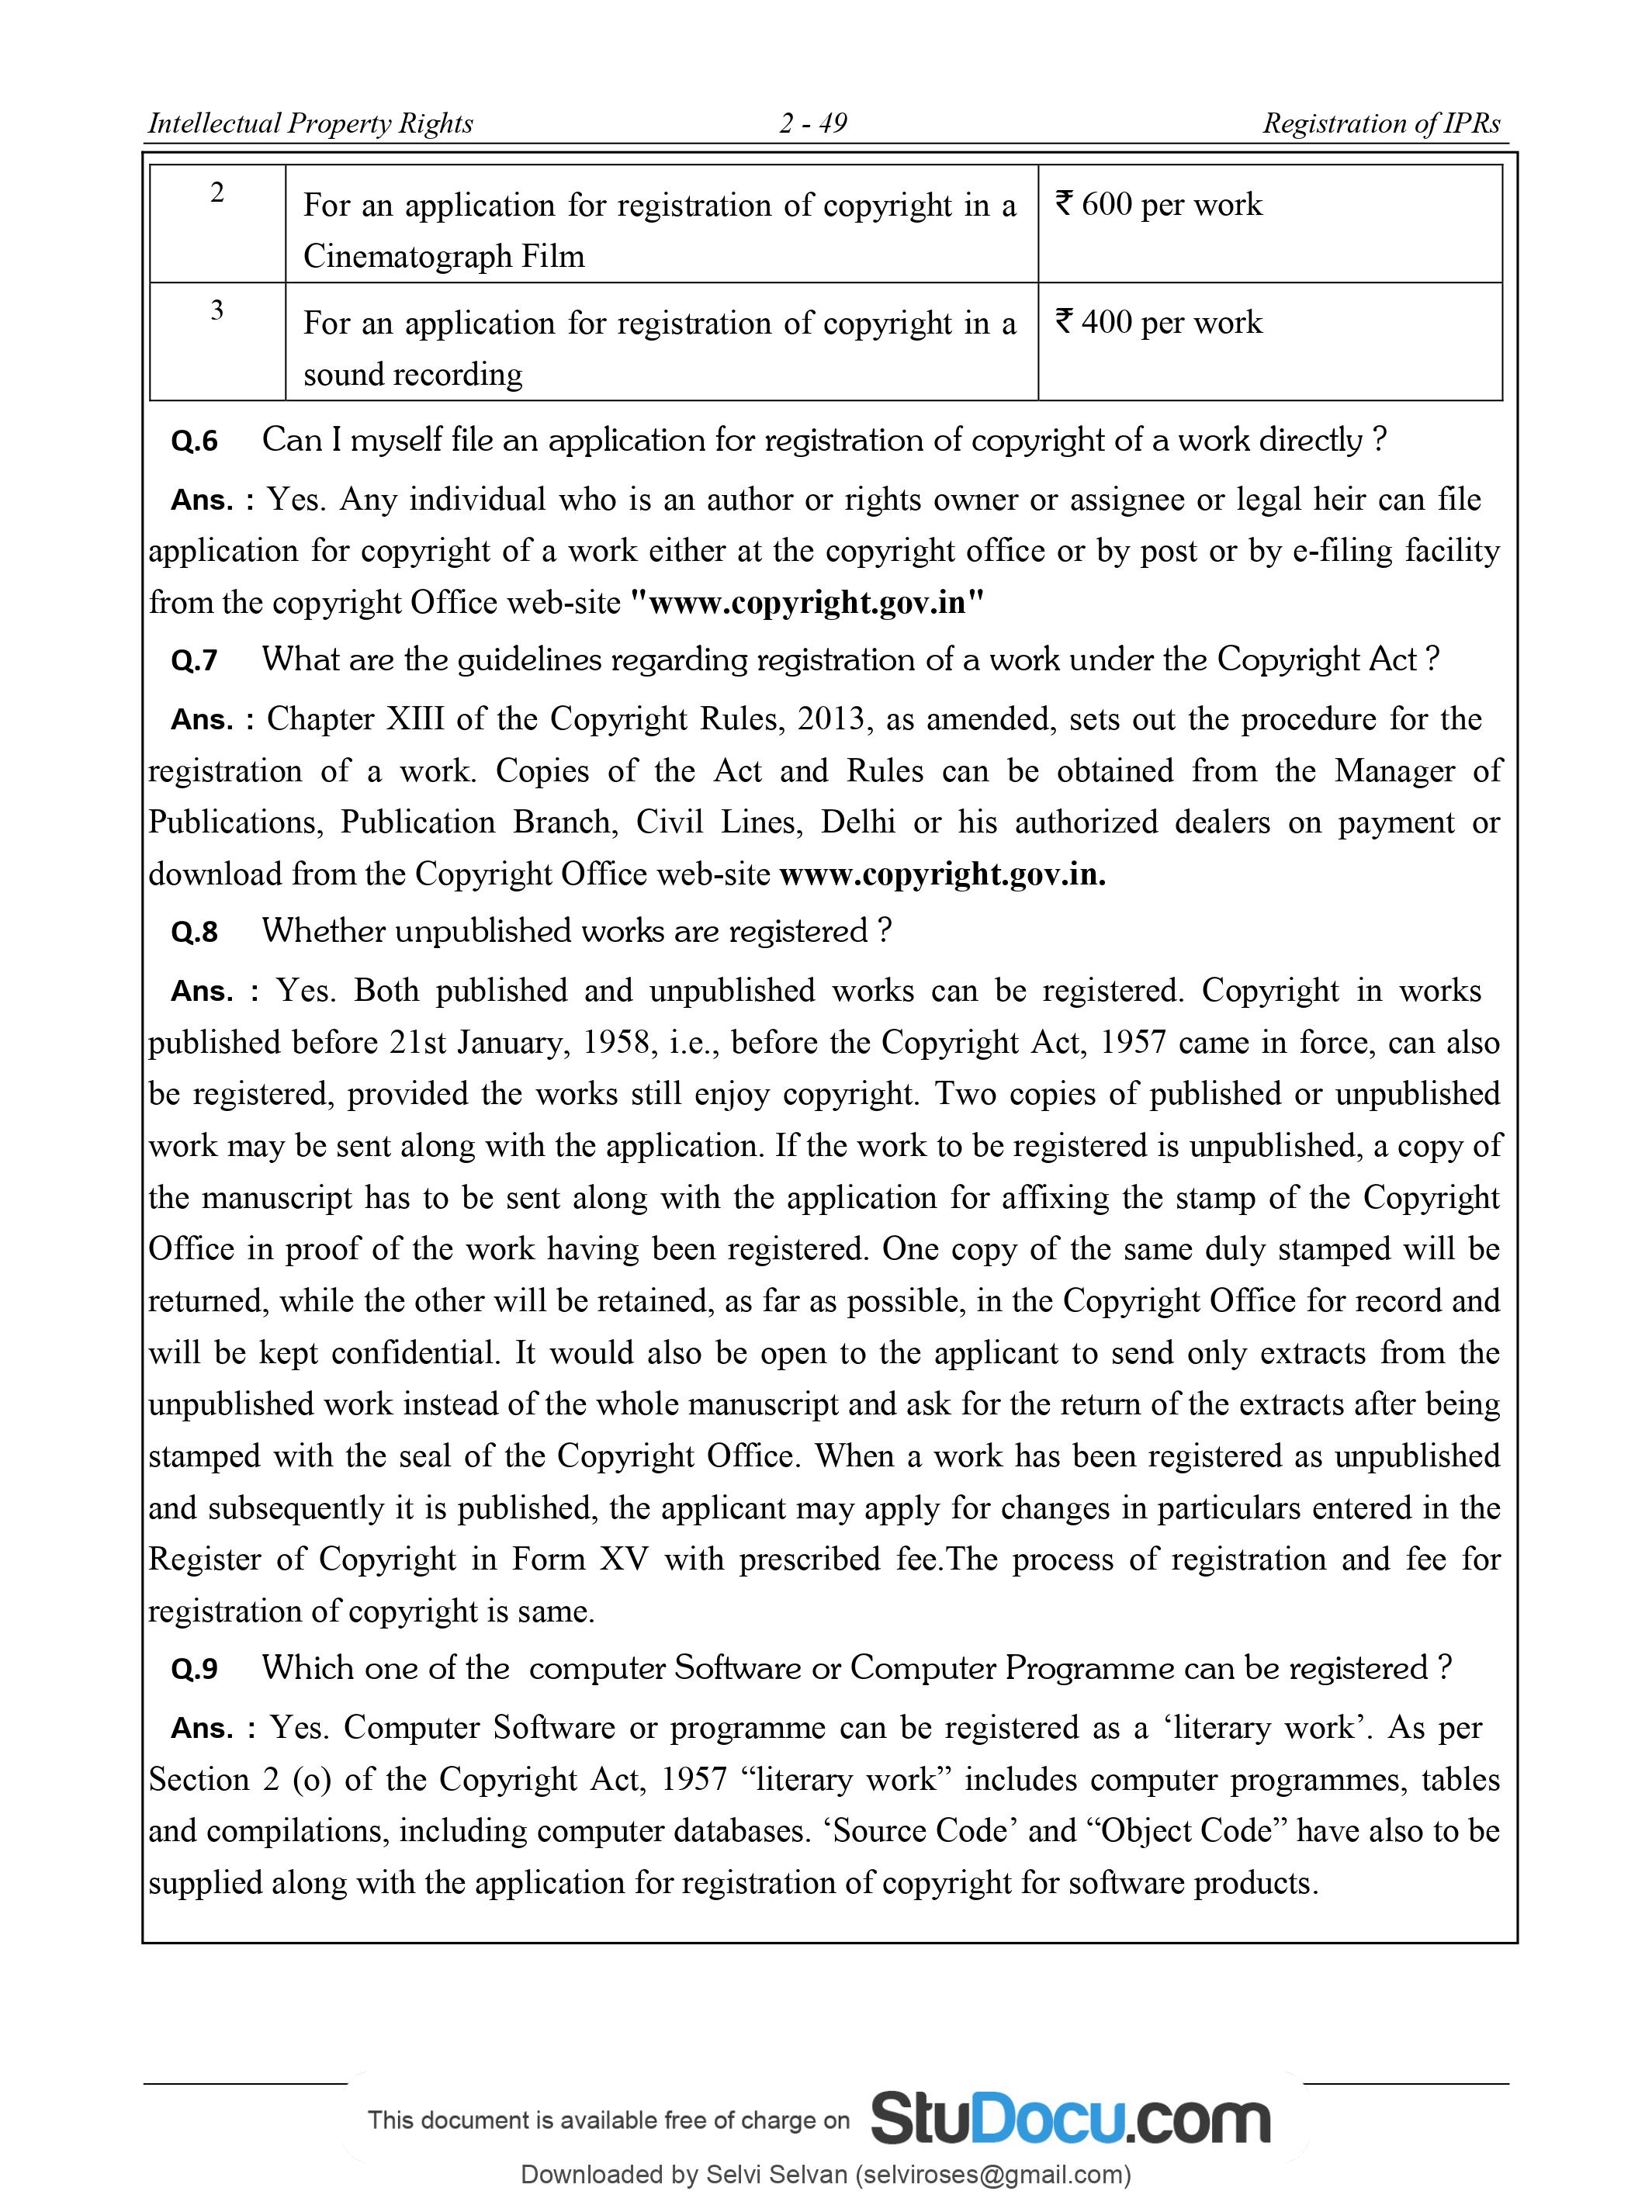 Intellectual Property Rights 2 - 49 Registration of IPRs
2 For an application for registration of copyright in a ₹ 600 per work
Cinematograph Film
3 For an application for registration of copyright in a ₹ 400 per work
sound recording
Q.6 Can I myself file an application for registration of copyright of a work directly ?
Ans. : Yes. Any individual who is an author or rights owner or assignee or legal heir can file
application for copyright of a work either at the copyright office or by post or by e-filing facility
from the copyright Office web-site "www.copyright.gov.in"
Q.7 What are the guidelines regarding registration of a work under the Copyright Act ?
Ans. : Chapter XIII of the Copyright Rules, 2013, as amended, sets out the procedure for the
registration of a work. Copies of the Act and Rules can be obtained from the Manager of
Publications, Publication Branch, Civil Lines, Delhi or his authorized dealers on payment or
download from the Copyright Office web-site www.copyright.gov.in.
Q.8 Whether unpublished works are registered ?
Ans. : Yes. Both published and unpublished works can be registered. Copyright in works
published before 21st January, 1958, i.e., before the Copyright Act, 1957 came in force, can also
be registered, provided the works still enjoy copyright. Two copies of published or unpublished
work may be sent along with the application. If the work to be registered is unpublished, a copy of
the manuscript has to be sent along with the application for affixing the stamp of the Copyright
Office in proof of the work having been registered. One copy of the same duly stamped will be
returned, while the other will be retained, as far as possible, in the Copyright Office for record and
will be kept confidential. It would also be open to the applicant to send only extracts from the
unpublished work instead of the whole manuscript and ask for the return of the extracts after being
stamped with the seal of the Copyright Office. When a work has been registered as unpublished
and subsequently it is published, the applicant may apply for changes in particulars entered in the
Register of Copyright in Form XV with prescribed fee.The process of registration and fee for
registration of copyright is same.
Q.9 Which one of the computer Software or Computer Programme can be registered ?
Ans. : Yes. Computer Software or programme can be registered as a ‘literary work’. As per
Section 2 (o) of the Copyright Act, 1957 “literary work” includes computer programmes, tables
and compilations, including computer databases. ‘Source Code’ and “Object Code” have also to be
supplied along with the application for registration of copyright for software products.
This document is available free of charge on StuDocu.com
Downloaded by Selvi Selvan (selviroses@gmail.com)